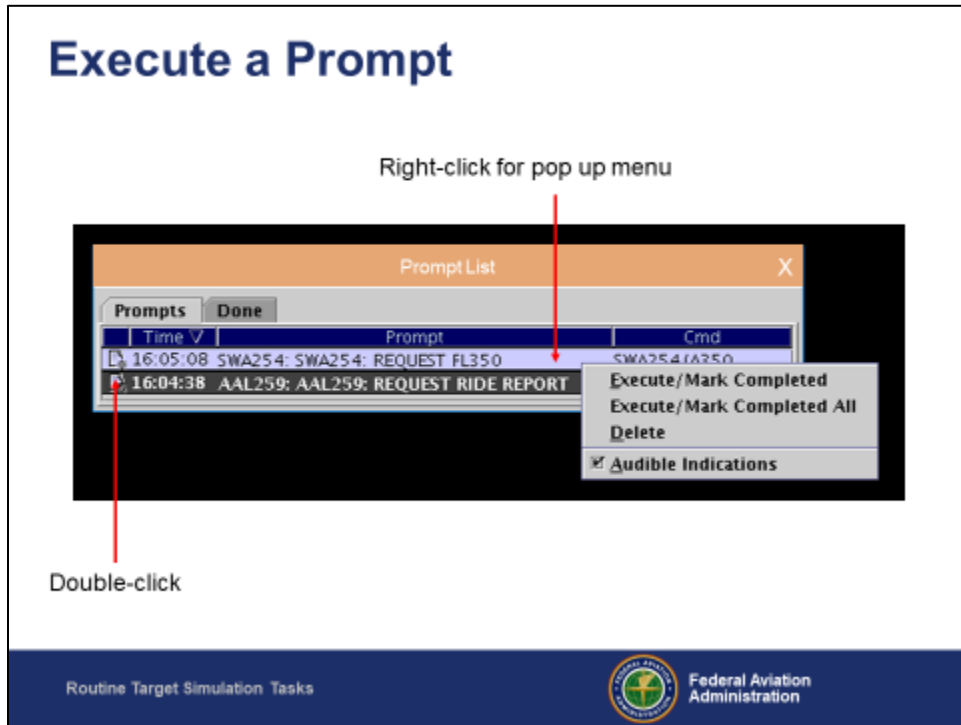 Execute a Prompt
Right-click for pop up menu
Prompt List X
Prompts Done
Time Prompt Cmd
16:05:08 SWA254: SWA254: REQUEST FL350 SWA254(A350
16:04:38 AAL259: AAL259: REQUEST RIDE REPORT
Execute/Mark Completed
Execute/Mark Completed All
Delete
Audible Indications
Double-click
Routine Target Simulation Tasks
Federal Aviation
Administration